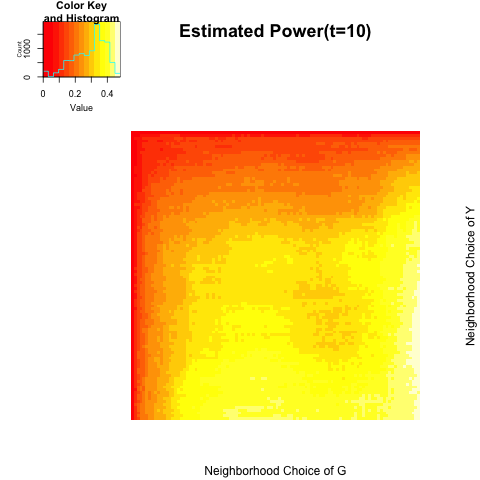 Color Key
and Histogram
Estimated Power(t=10)
Count
0 1000
0 0.2 0.4
Value
Neighborhood Choice of Y
Neighborhood Choice of G